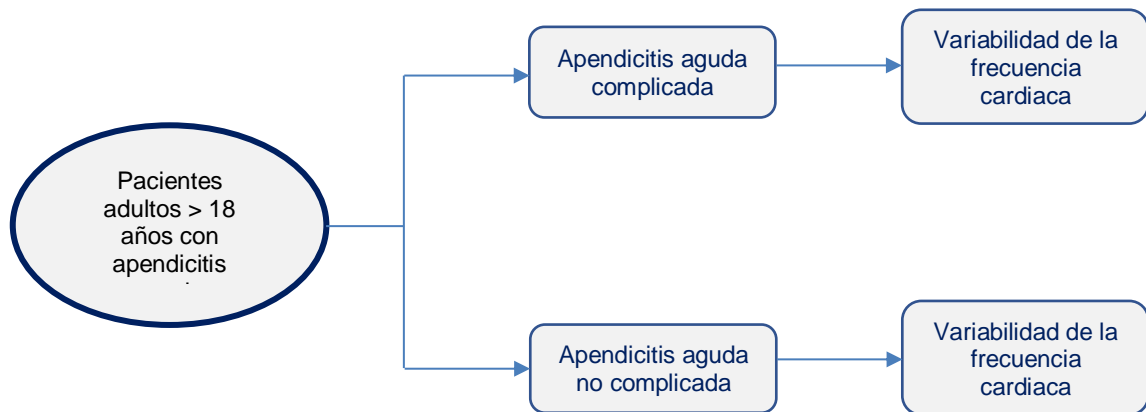 Pacientes
adultos > 18
años con
apendicitis
Apendicitis aguda
complicada
Variabilidad de la
frecuencia
cardiaca
Apendicitis aguda
no complicada
Variabilidad de la
frecuencia
cardiaca